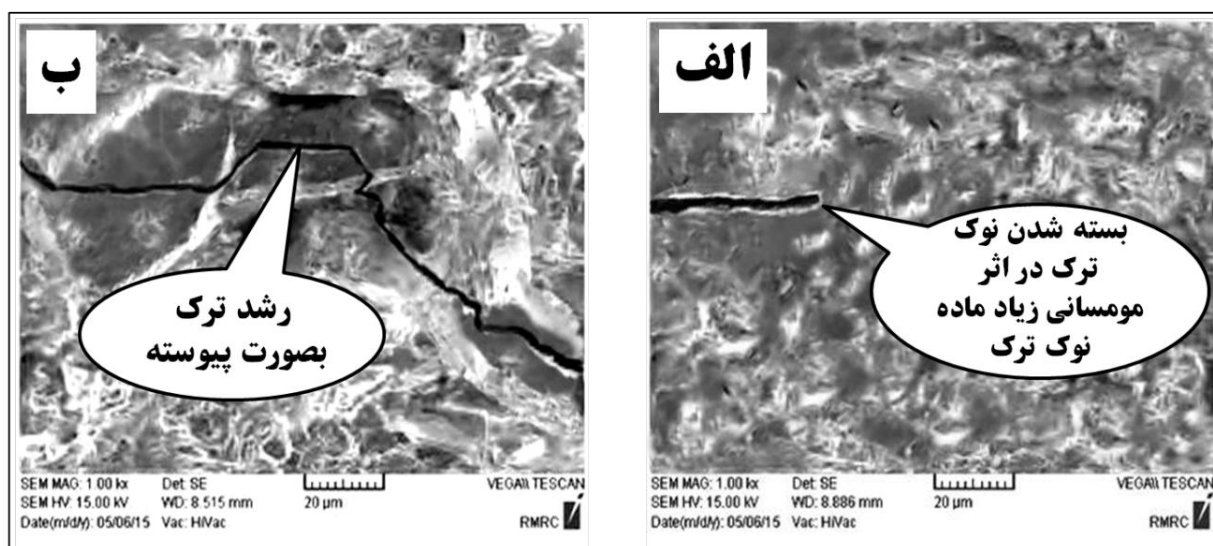 الف
بسته شدن نوک
ترک در اثر
مومسانی زیاد ماده
نوک ترک
SEM MAG: 1.00 kx Det: SE VEGA\\ TESCAN
SEM HV: 15.00 kV WD: 8.886 mm 20 µm
Date(m/d/y): 05/06/15 Vac: HiVac RMRC
ب
رشد ترک
بصورت پیوسته
SEM MAG: 1.00 kx Det: SE VEGA\\ TESCAN
SEM HV: 15.00 kV WD: 8.515 mm 20 µm
Date(m/d/y): 05/06/15 Vac: HiVac RMRC